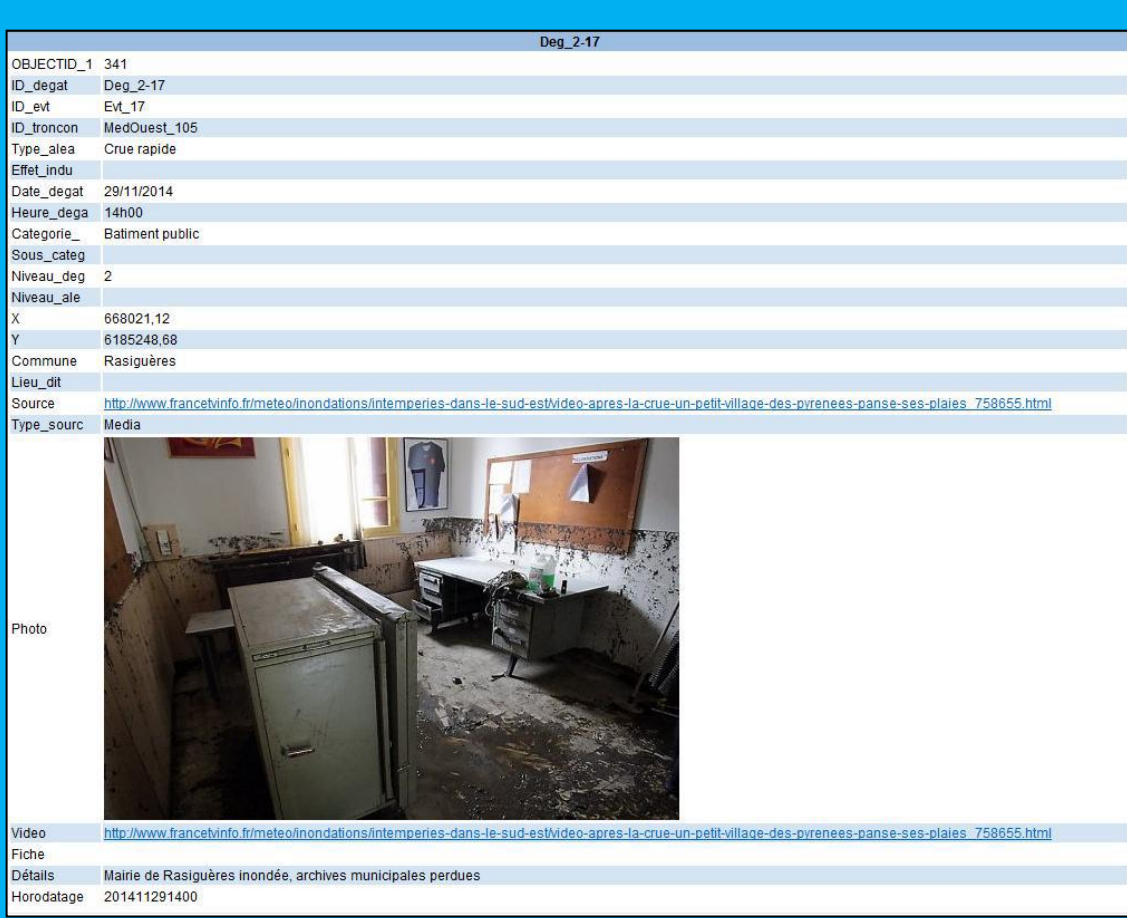 Deg_2-17
OBJECTID_1 341
ID_degat Deg_2-17
ID_evt Evt_17
ID_troncon MedOuest_105
Type_alea Crue rapide
Effet_indu
Date_degat 29/11/2014
Heure_dega 14h00
Categorie_ Batiment public
Sous_categ
Niveau_deg 2
Niveau_ale
X 668021,12
Y 6185248,68
Commune Rasiguères
Lieu_dit
Source http://www.francetvinfo.fr/meteo/inondations/intemperies-dans-le-sud-est/video-apres-la-crue-un-petit-village-des-pyrenees-panse-ses-plaies_758655.html
Type_sourc Media
Photo
Video http://www.francetvinfo.fr/meteo/inondations/intemperies-dans-le-sud-est/video-apres-la-crue-un-petit-village-des-pyrenees-panse-ses-plaies_758655.html
Fiche
Détails Mairie de Rasiguères inondée, archives municipales perdues
Horodatage 201411291400